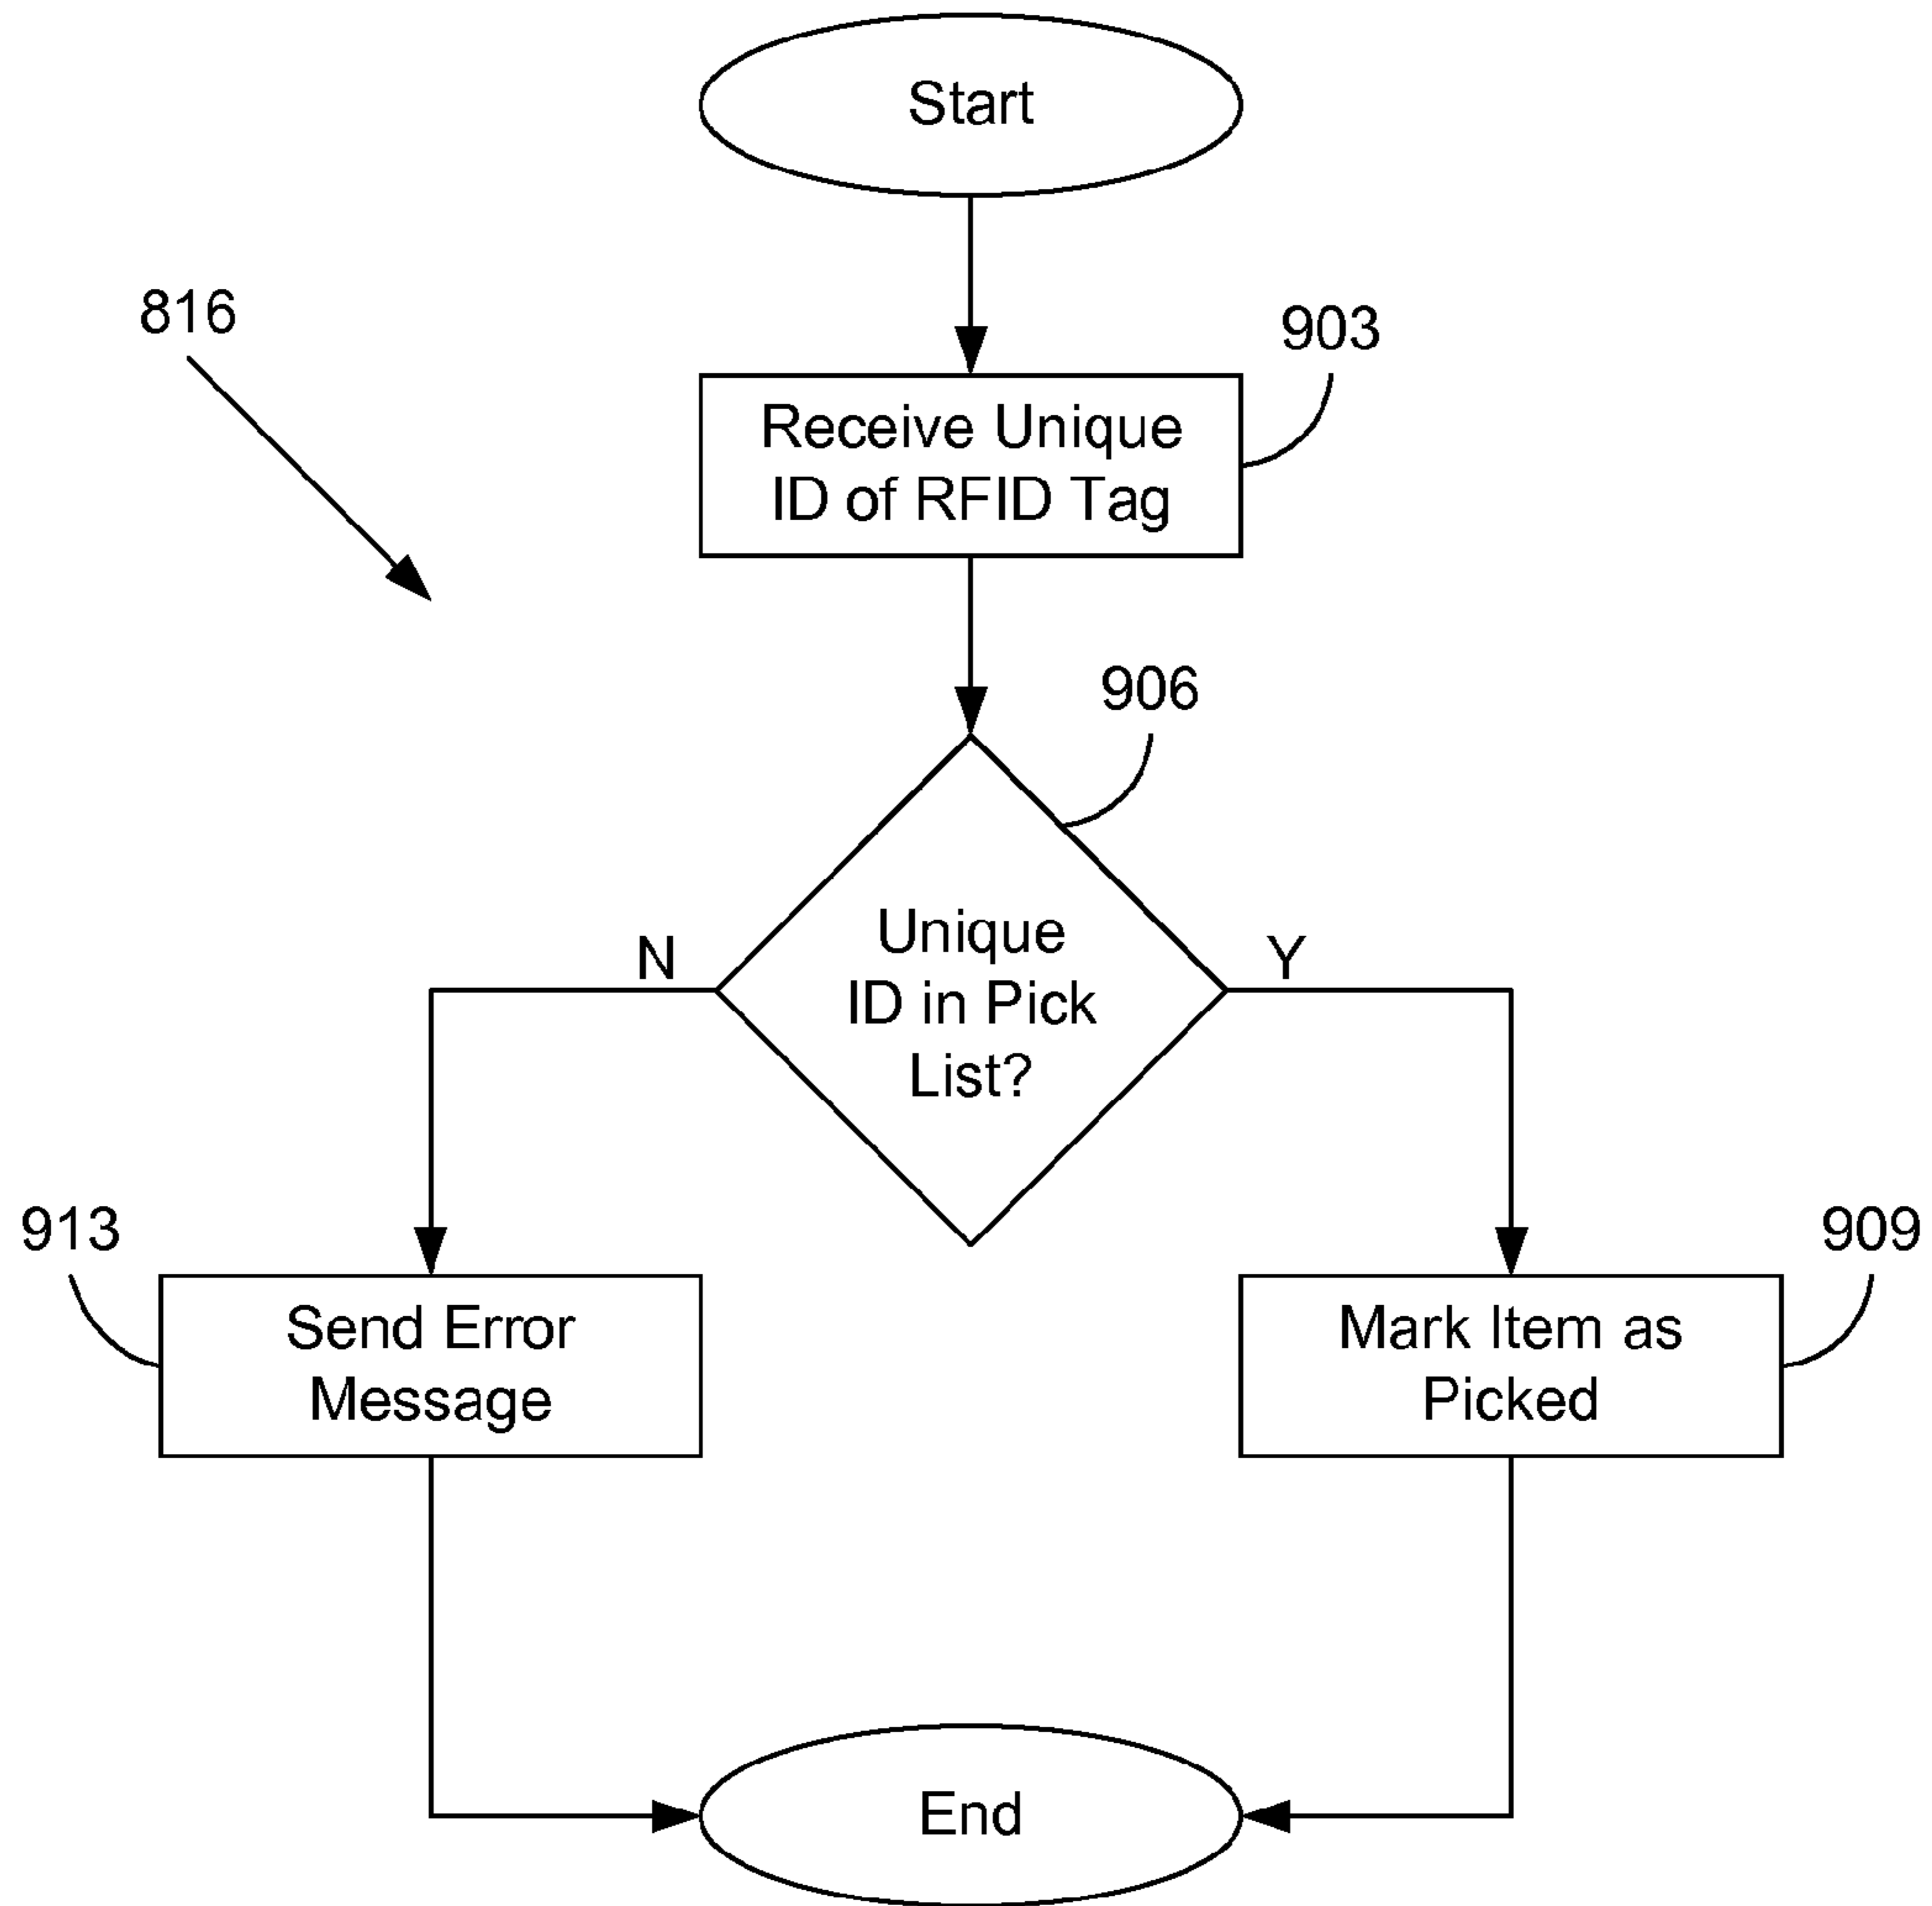 Start
816
903
Receive Unique
ID of RFID Tag
906
Unique
ID in Pick
List?
N
Y
913
909
Send Error
Message
Mark Item as
Picked
End